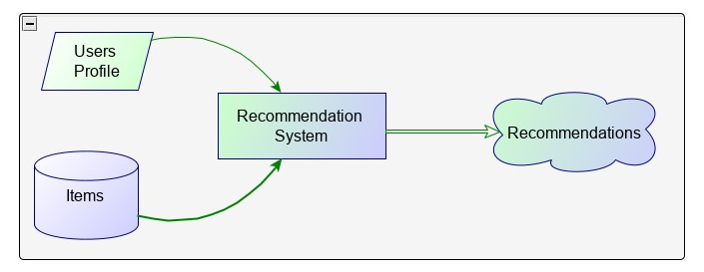 Users
Profile
Recommendation
System
Recommendations
Items